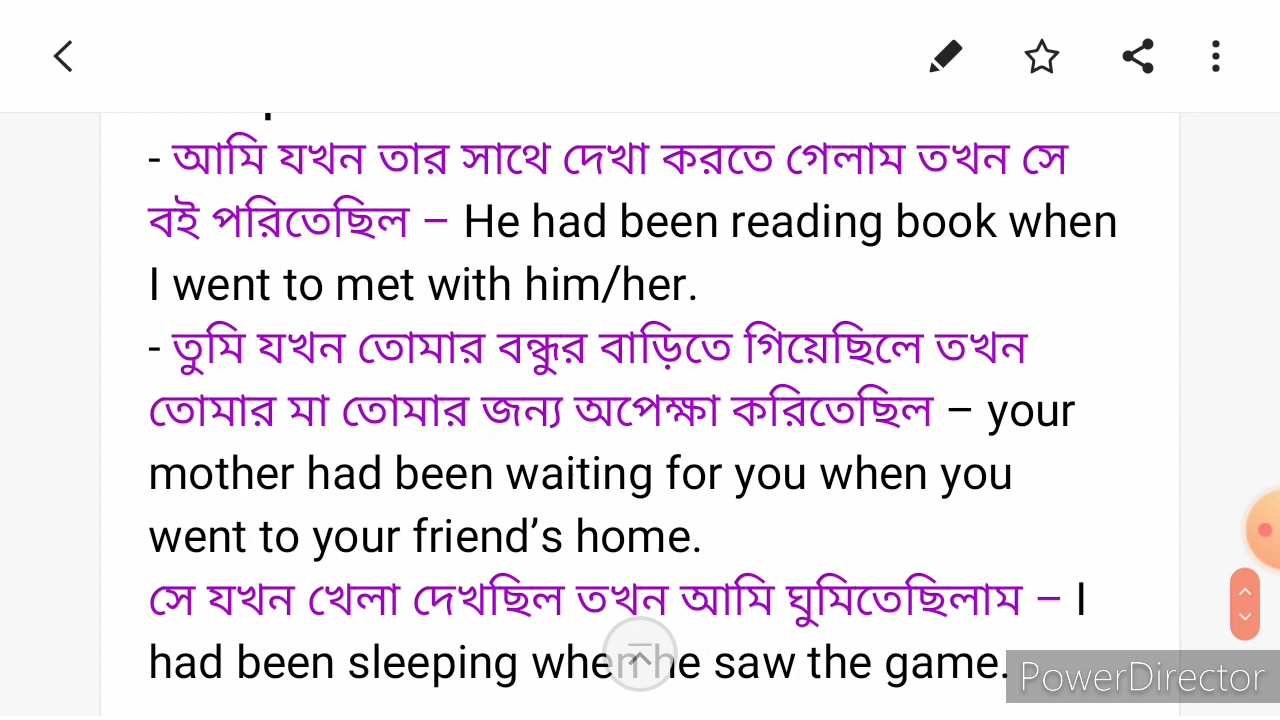 - আমি যখন তার সাথে দেখা করতে গেলাম তখন সে
বই পরিতেছিল – He had been reading book when
I went to met with him/her.
- তুমি যখন তোমার বন্ধুর বাড়িতে গিয়েছিলে তখন
তোমার মা তোমার জন্য অপেক্ষা করিতেছিল – your
mother had been waiting for you when you
went to your friend’s home.
সে যখন খেলা দেখছিল তখন আমি ঘুমিতেছিলাম – I
had been sleeping when he saw the game.
PowerDirector